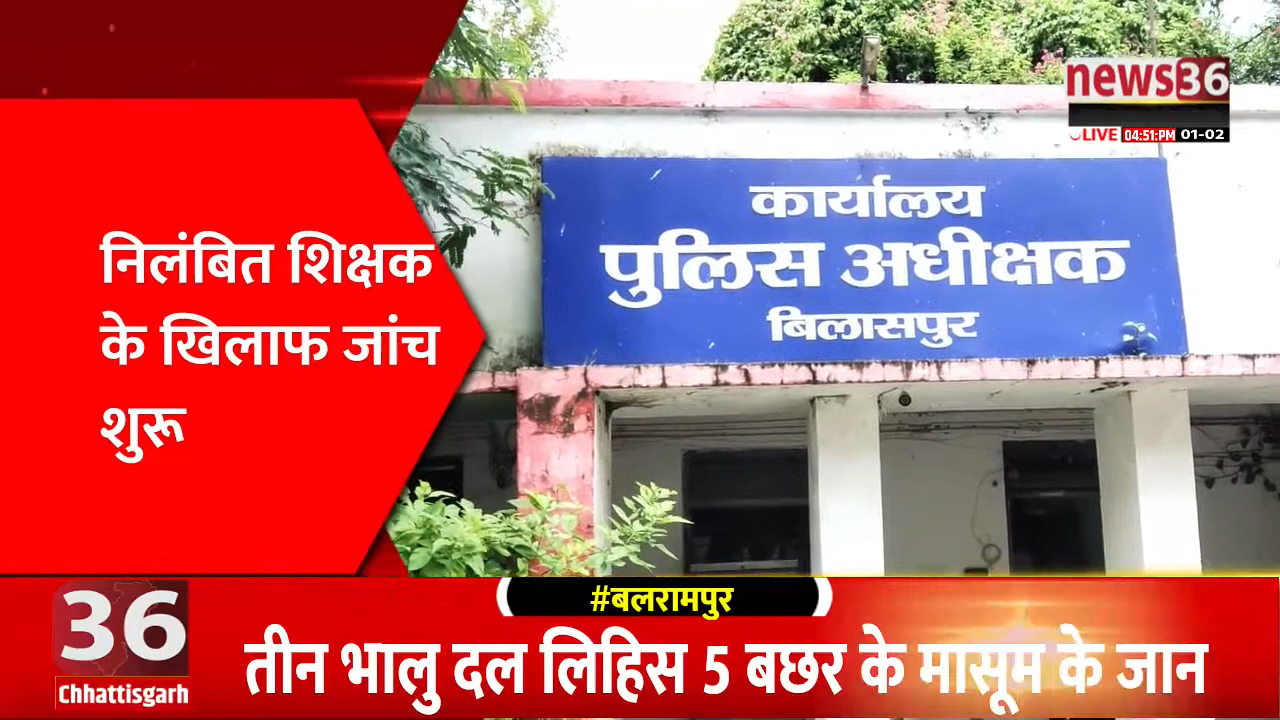 news36
LIVE 04:51:PM 01-02
निलंबित शिक्षक
के खिलाफ जांच
शुरू
कार्यालय
पुलिस अधीक्षक
बिलासपुर
#बलरामपुर
36
Chhattisgarh
तीन भालु दल लिहिस 5 बछर के मासूम के जान